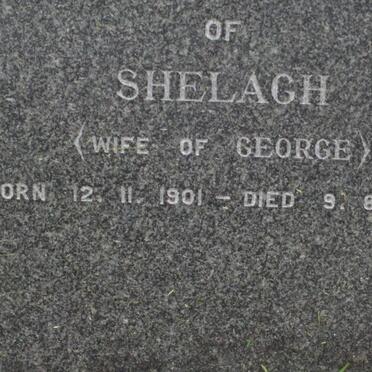 OF
SHELAGH
(WIFE OF GEORGE)
ORN 12. 11. 1901 — DIED 9.